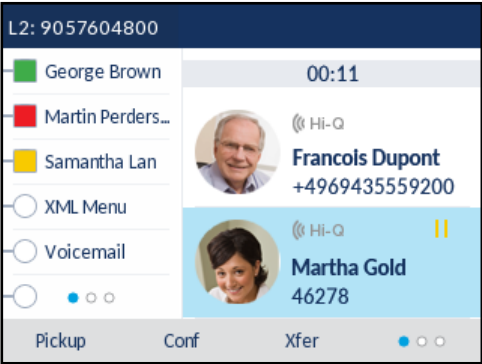 L2: 9057604800
George Brown
Martin Perders...
Samantha Lan
XML Menu
Voicemail
00:11
Hi-Q
Francois Dupont
+4969435559200
Hi-Q
Martha Gold
46278
Pickup Conf Xfer